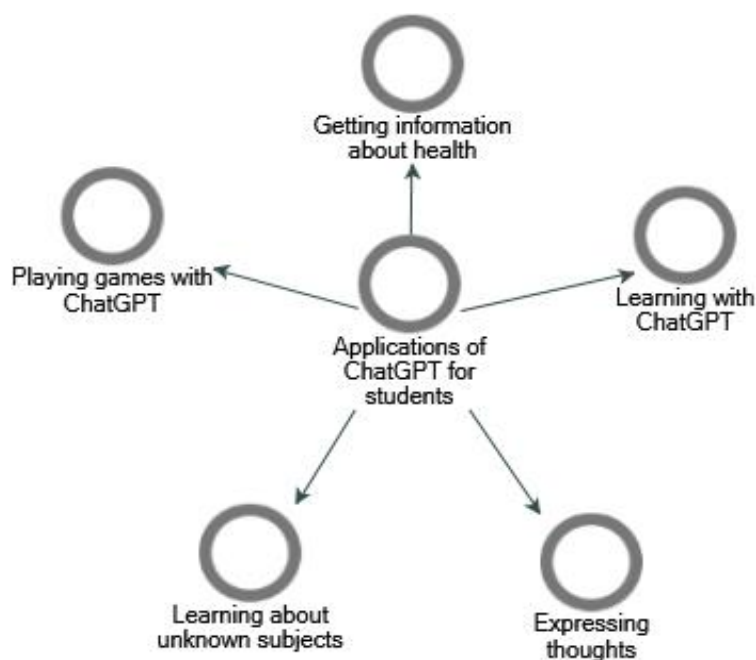 Getting information
about health
Playing games with
ChatGPT
Learning with
ChatGPT
Applications of
ChatGPT for
students
Learning about
unknown subjects
Expressing
thoughts